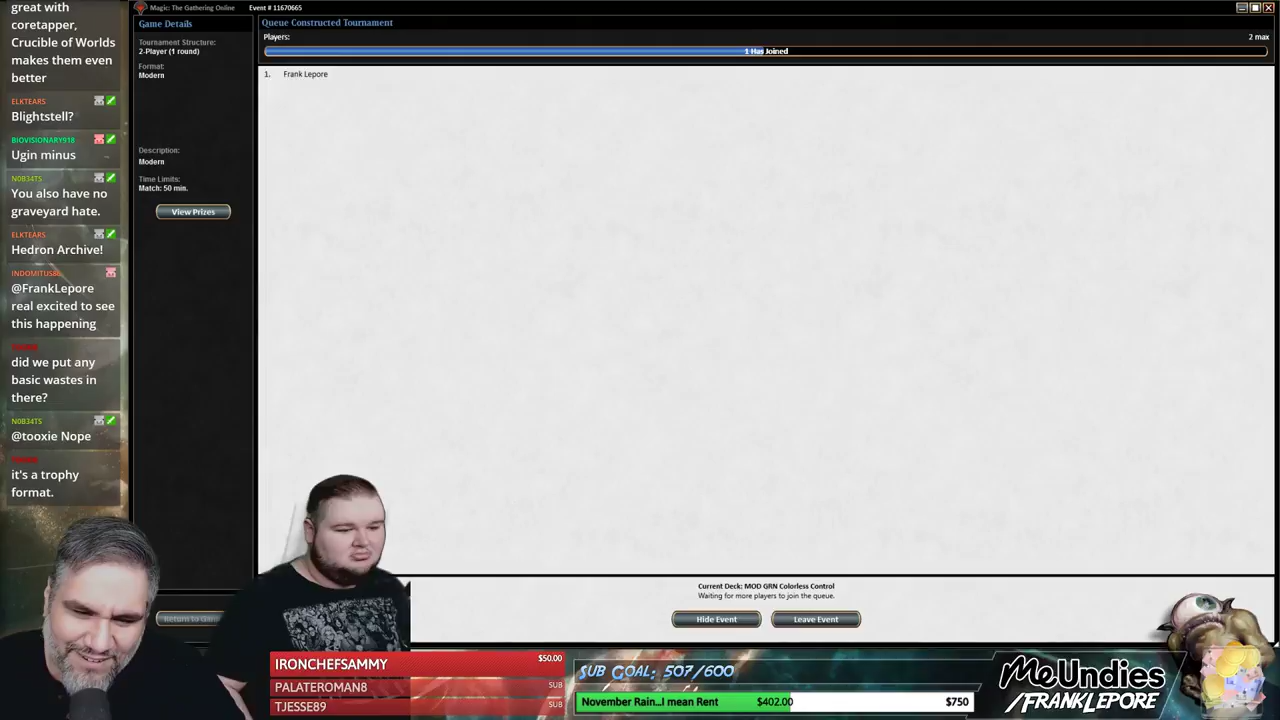 great with
coretapper,
Crucible of Worlds
makes them even
better
ELKTEARS
Blightstell?
BIOVISIONARY918
Ugin minus
N0B34TS
You also have no
graveyard hate.
ELKTEARS
Hedron Archive!
@FrankLepore
real excited to see
this happening
did we put any
basic wastes in
there?
N0B34TS
@tooxie Nope
it's a trophy
format.
Magic: The Gathering Online
Event # 11670665
Game Details
Tournament Structure:
2-Player (1 round)
Format:
Modern
Description:
Modern
Time Limits:
Match: 50 min.
View Prizes
Queue Constructed Tournament
Players:
2 max
1 Has Joined
1. Frank Lepore
Current Deck: MOD GRN Colorless Control
Waiting for more players to join the queue.
Hide Event
Leave Event
IRONCHEFSAMMY $50.00
PALATEROMAN8 SUB
TJESSE89 SUB
SUB GOAL: 507/600
November Rain...I mean Rent $402.00 $750
MeUndies
/FRANKLEPORE